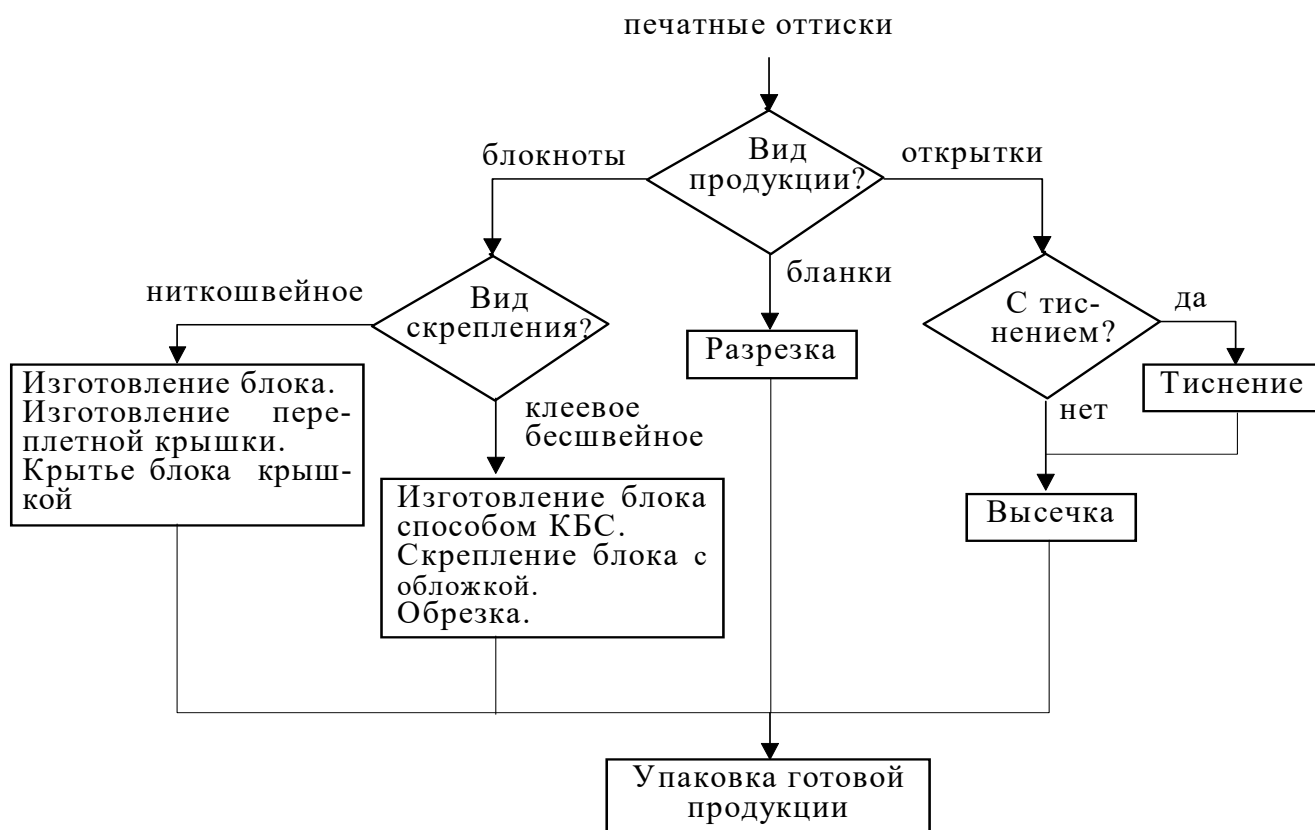 печатные оттиски
Вид
продукции?
блокноты
открытки
бланки
ниткошвейное
Вид
скрепления?
С тис-
нением?
да
нет
Разрезка
Тиснение
Изготовление блока.
Изготовление пере-
плетной крышки.
Крытье блока крыш-
кой
клеевое
бесшвейное
Изготовление блока
способом КБС.
Скрепление блока с
обложкой.
Обрезка.
Высечка
Упаковка готовой
продукции